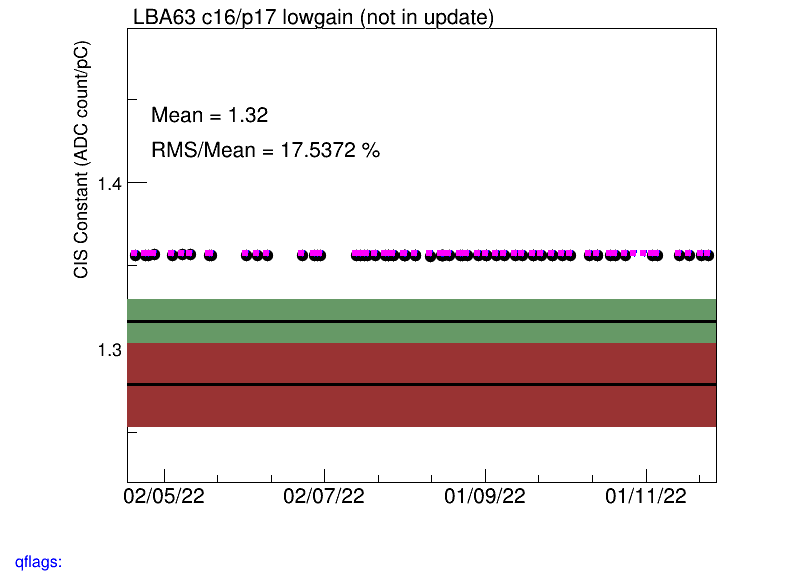 LBA63 c16/p17 lowgain (not in update)
CIS Constant (ADC count/pC)
Mean = 1.32
RMS/Mean = 17.5372 %
1.4
1.3
02/05/22 02/07/22 01/09/22 01/11/22
qflags: